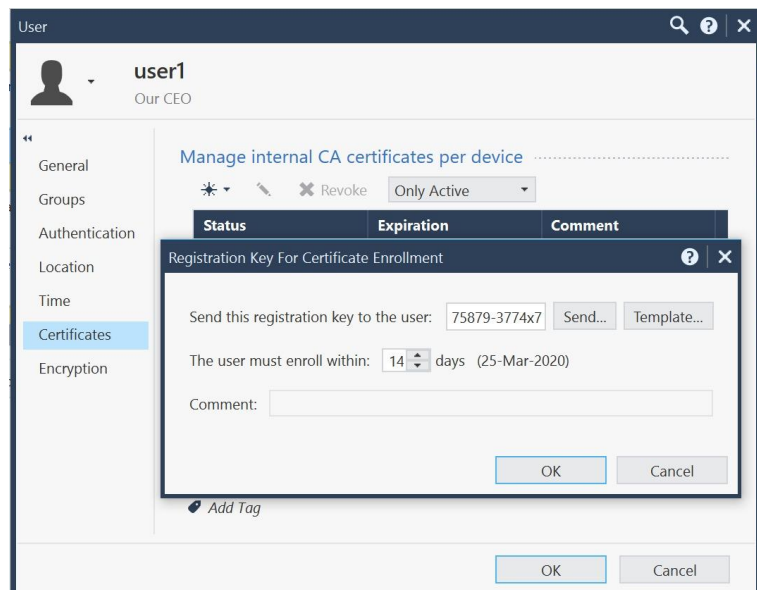 User
user1
Our CEO
General
Groups
Authentication
Location
Time
Certificates
Encryption
Manage internal CA certificates per device
Revoke Only Active
Status Expiration Comment
Registration Key For Certificate Enrollment
Send this registration key to the user: 75879-3774x7 Send... Template...
The user must enroll within: 14 days (25-Mar-2020)
Comment:
OK Cancel
Add Tag
OK Cancel